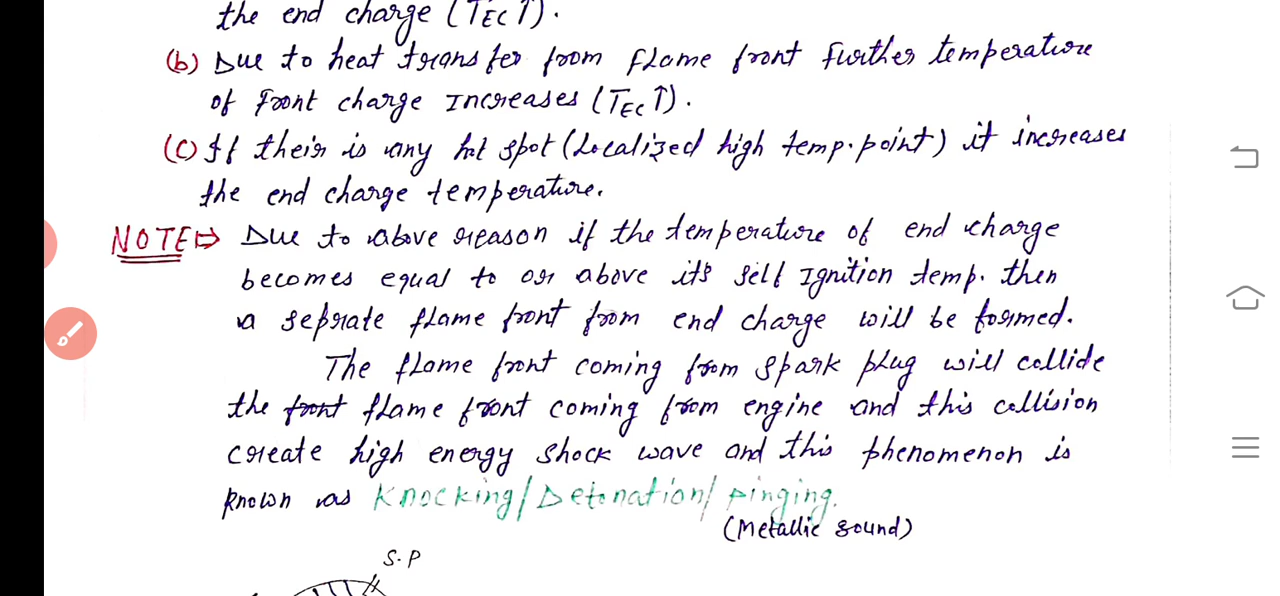 the end charge (TEC↑).
(b) Due to heat transfer from flame front further temperature
of front charge increases (TEC↑).
(c) If their is any hot spot (Localized high temp. point) it increases
the end charge temperature.
NOTE⇒ Due to above reason if the temperature of end charge
becomes equal to or above it's self Ignition temp. then
a seprate flame front from end charge will be formed.
The flame front coming from spark plug will collide
the front flame front coming from engine and this collision
create high energy shock wave and this phenomenon is
known as Knocking/Detonation/pinging.
(Metallic sound)
S.P